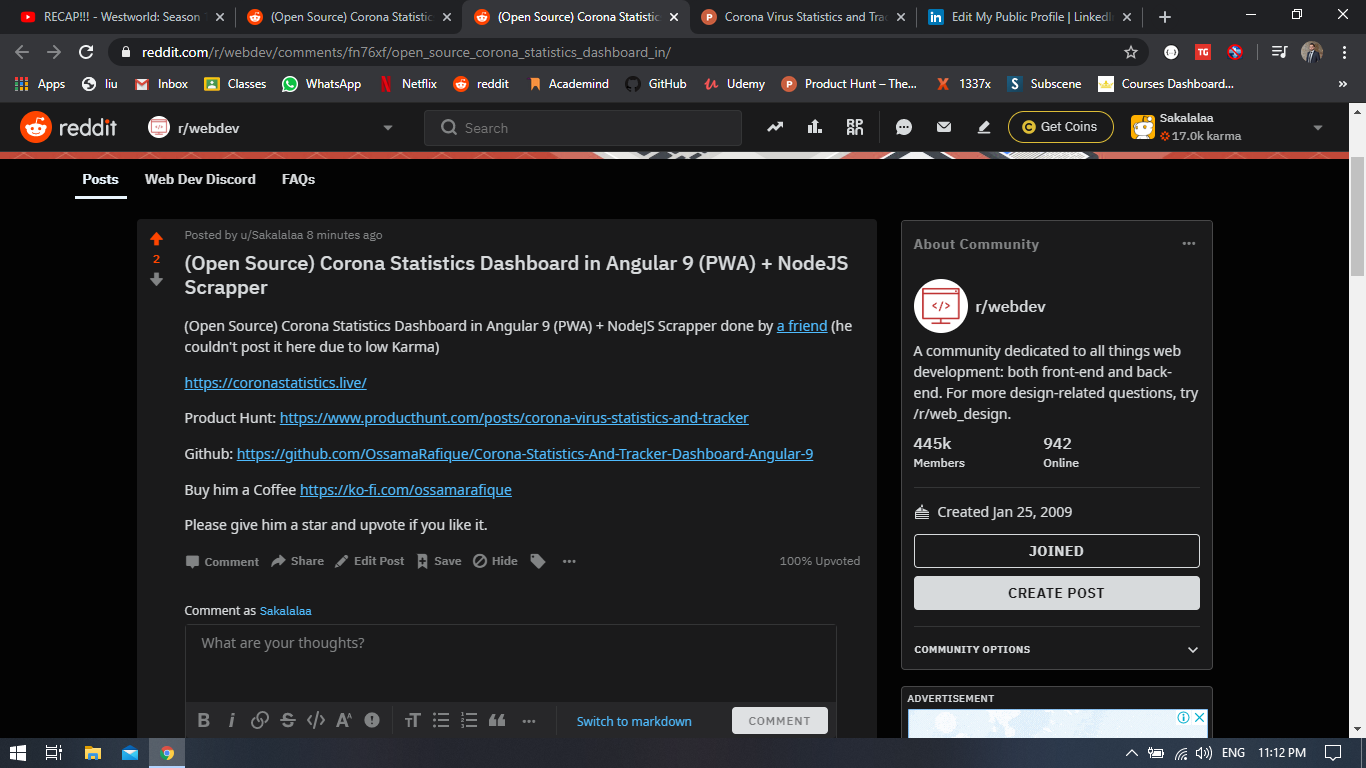 RECAP!!! - Westworld: Season
(Open Source) Corona Statistic
(Open Source) Corona Statistic
Corona Virus Statistics and Tra
Edit My Public Profile | LinkedI
reddit.com/r/webdev/comments/fn76xf/open_source_corona_statistics_dashboard_in/
TG
Apps
liu
Inbox
Classes
WhatsApp
Netflix
reddit
Academind
GitHub
Udemy
Product Hunt – The...
1337x
Subscene
Courses Dashboard...
reddit
r/webdev
Search
RPAN
Get Coins
Sakalalaa
17.0k karma
Posts
Web Dev Discord
FAQs
2
Posted by u/Sakalalaa 8 minutes ago
(Open Source) Corona Statistics Dashboard in Angular 9 (PWA) + NodeJS
Scrapper
(Open Source) Corona Statistics Dashboard in Angular 9 (PWA) + NodeJS Scrapper done by a friend (he
couldn't post it here due to low Karma)
https://coronastatistics.live/
Product Hunt: https://www.producthunt.com/posts/corona-virus-statistics-and-tracker
Github: https://github.com/OssamaRafique/Corona-Statistics-And-Tracker-Dashboard-Angular-9
Buy him a Coffee https://ko-fi.com/ossamarafique
Please give him a star and upvote if you like it.
Comment
Share
Edit Post
Save
Hide
100% Upvoted
Comment as Sakalalaa
What are your thoughts?
Switch to markdown
COMMENT
About Community
r/webdev
A community dedicated to all things web
development: both front-end and back-
end. For more design-related questions, try
/r/web_design.
445k
Members
942
Online
Created Jan 25, 2009
JOINED
CREATE POST
COMMUNITY OPTIONS
ADVERTISEMENT
ENG
11:12 PM